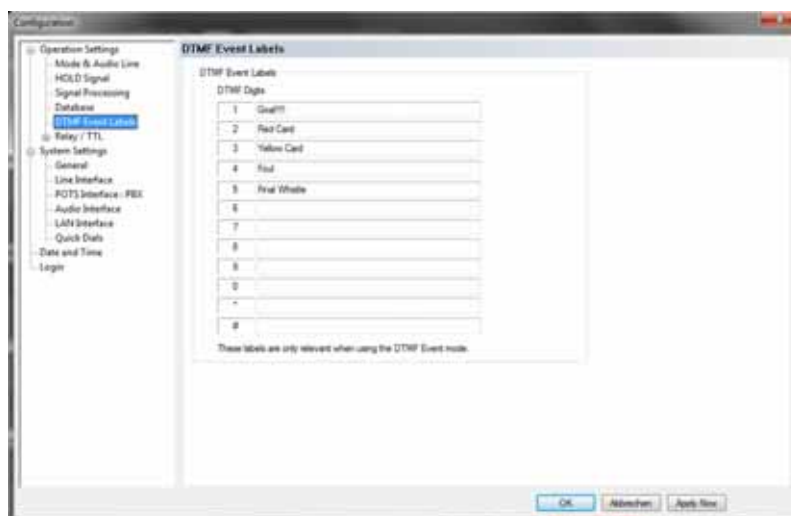 Configuration
Operation Settings
Mode & Audio Line
HOLD Signal
Signal Processing
Database
DTMF Event Labels
Relay / TTL
System Settings
General
Line Interface
POTS Interface - PBX
Audio Interface
LAN Interface
Quick Dials
Date and Time
Login
DTMF Event Labels
DTMF Event Labels
DTMF Digits
1 Goal!!!!
2 Red Card
3 Yellow Card
4 Foul
5 Final Whistle
6
7
8
9
0
*
#
These labels are only relevant when using the DTMF Event mode.
OK Abbrechen Apply Now